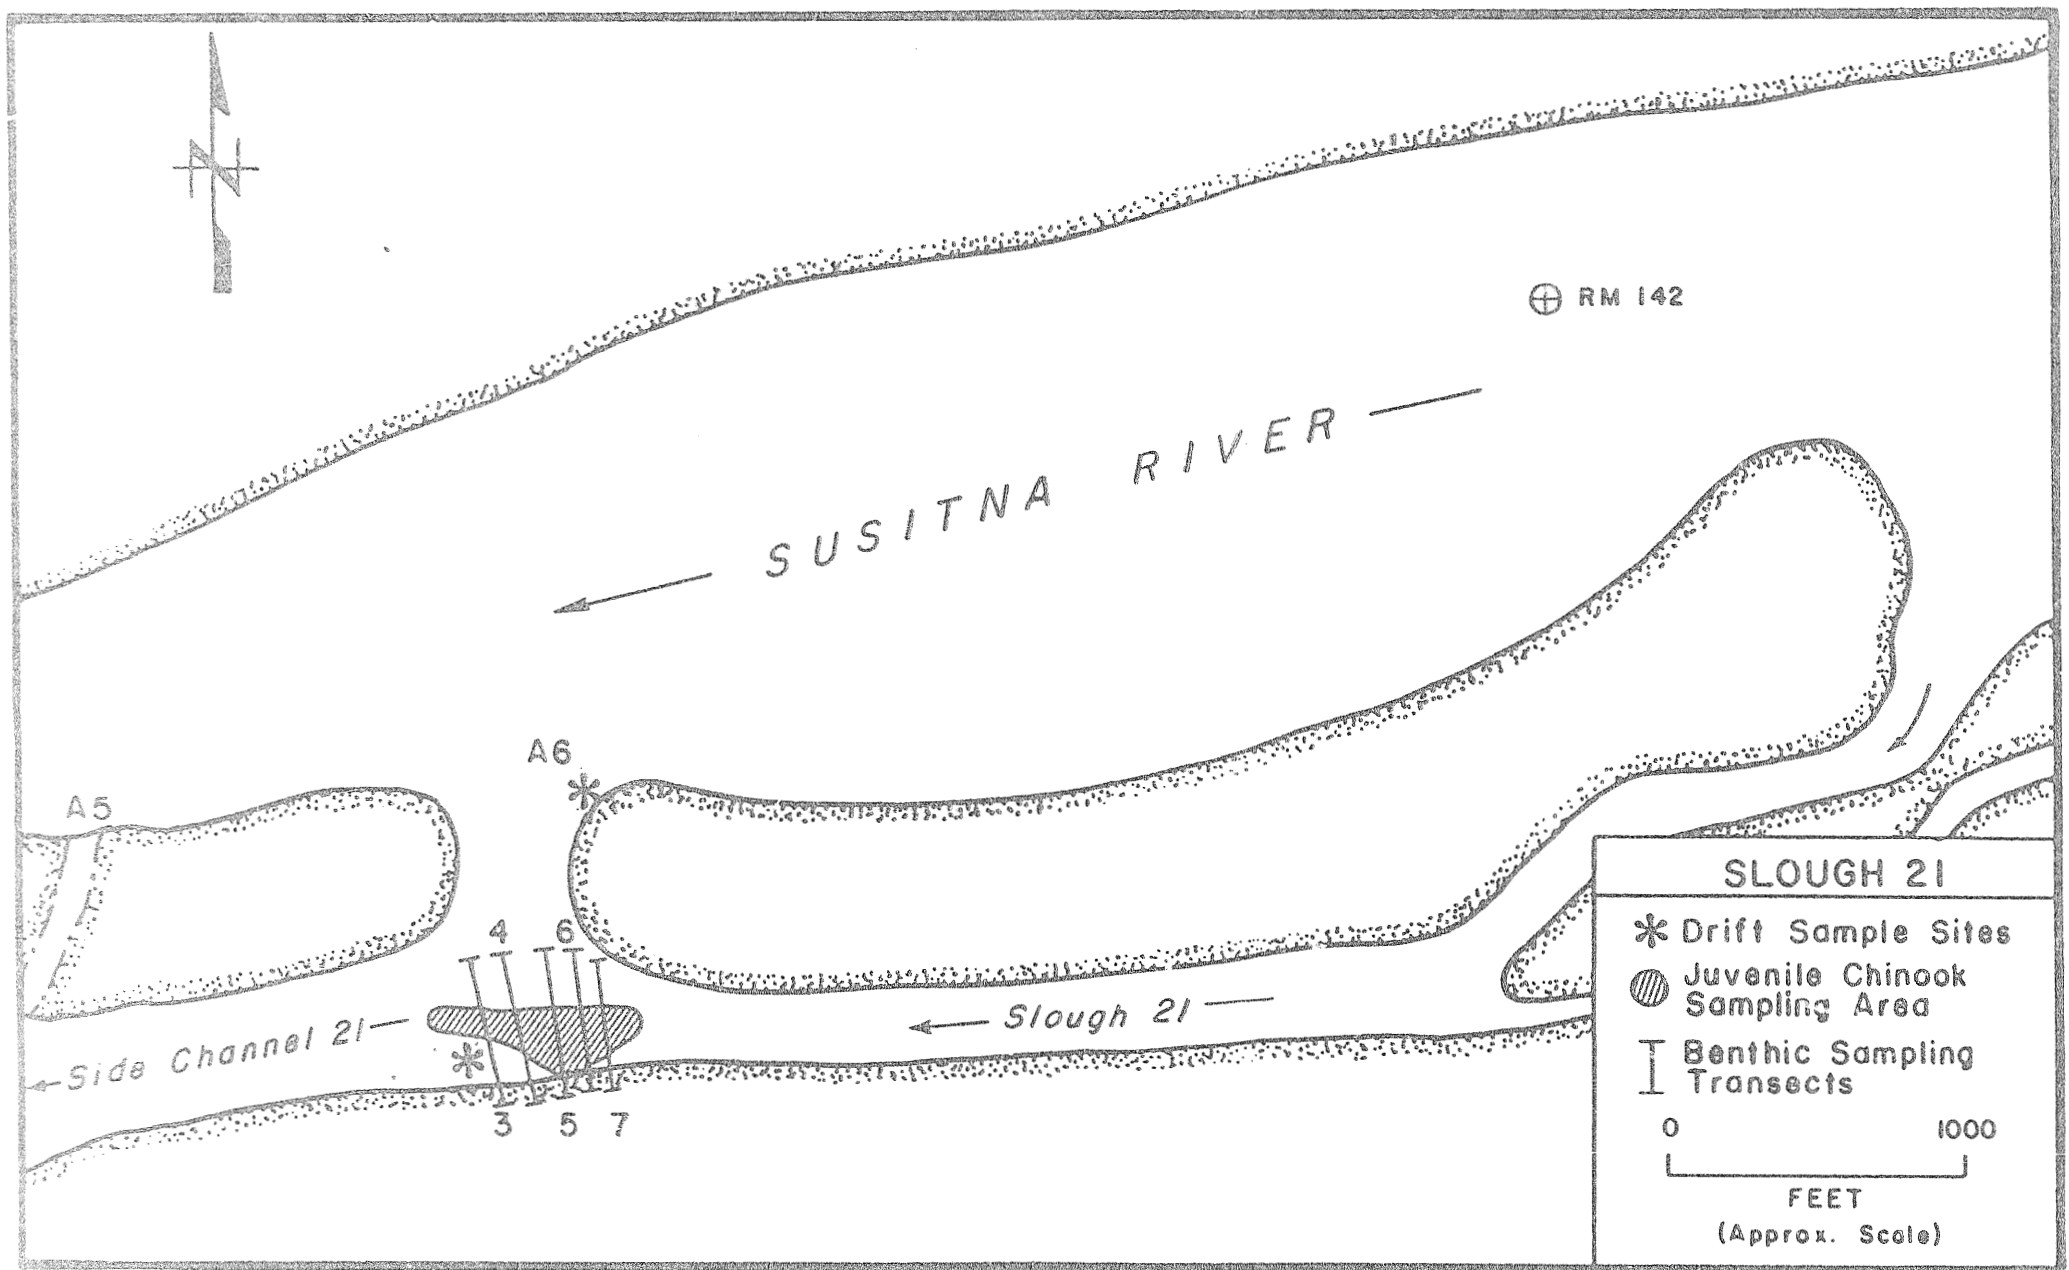 N
RM 142
SUSITNA RIVER
A6
A5
4 6
Slough 21
Side Channel 21
3 5 7
SLOUGH 21
Drift Sample Sites
Juvenile Chinook
Sampling Area
Benthic Sampling
Transects
0 1000
FEET
(Approx. Scale)